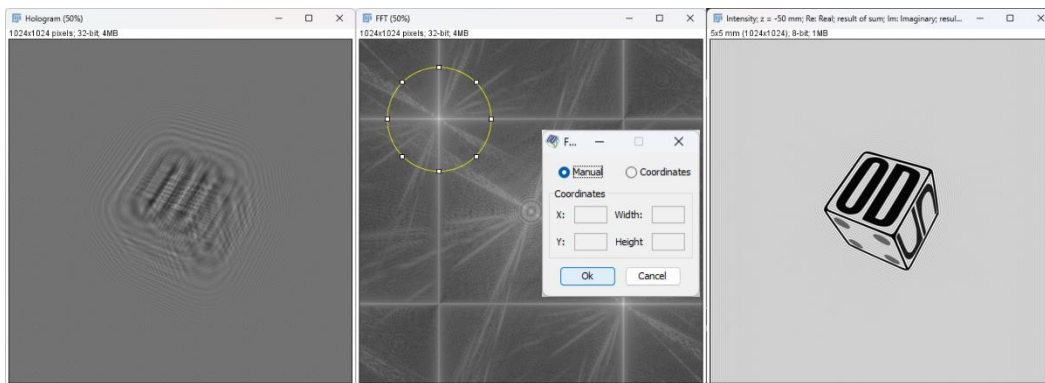 Hologram (50%)
1024x1024 pixels; 32-bit; 4MB
FFT (50%)
1024x1024 pixels; 32-bit; 4MB
F...
Manual
Coordinates
Coordinates
X:
Width:
Y:
Height
Ok
Cancel
Intensity; z = -50 mm; Re: Real; result of sum; Im: Imaginary; resul...
5x5 mm (1024x1024); 8-bit; 1MB
OD